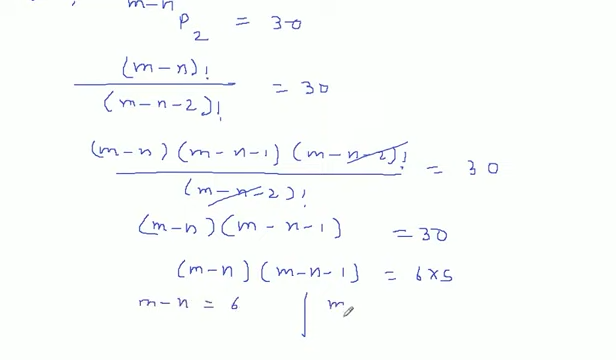 m-n P 2 = 30
(m-n)! / (m-n-2)! = 30
(m-n)(m-n-1)(m-n-2)! / (m-n-2)! = 30
(m-n)(m-n-1) = 30
(m-n)(m-n-1) = 6×5
m-n = 6 | m